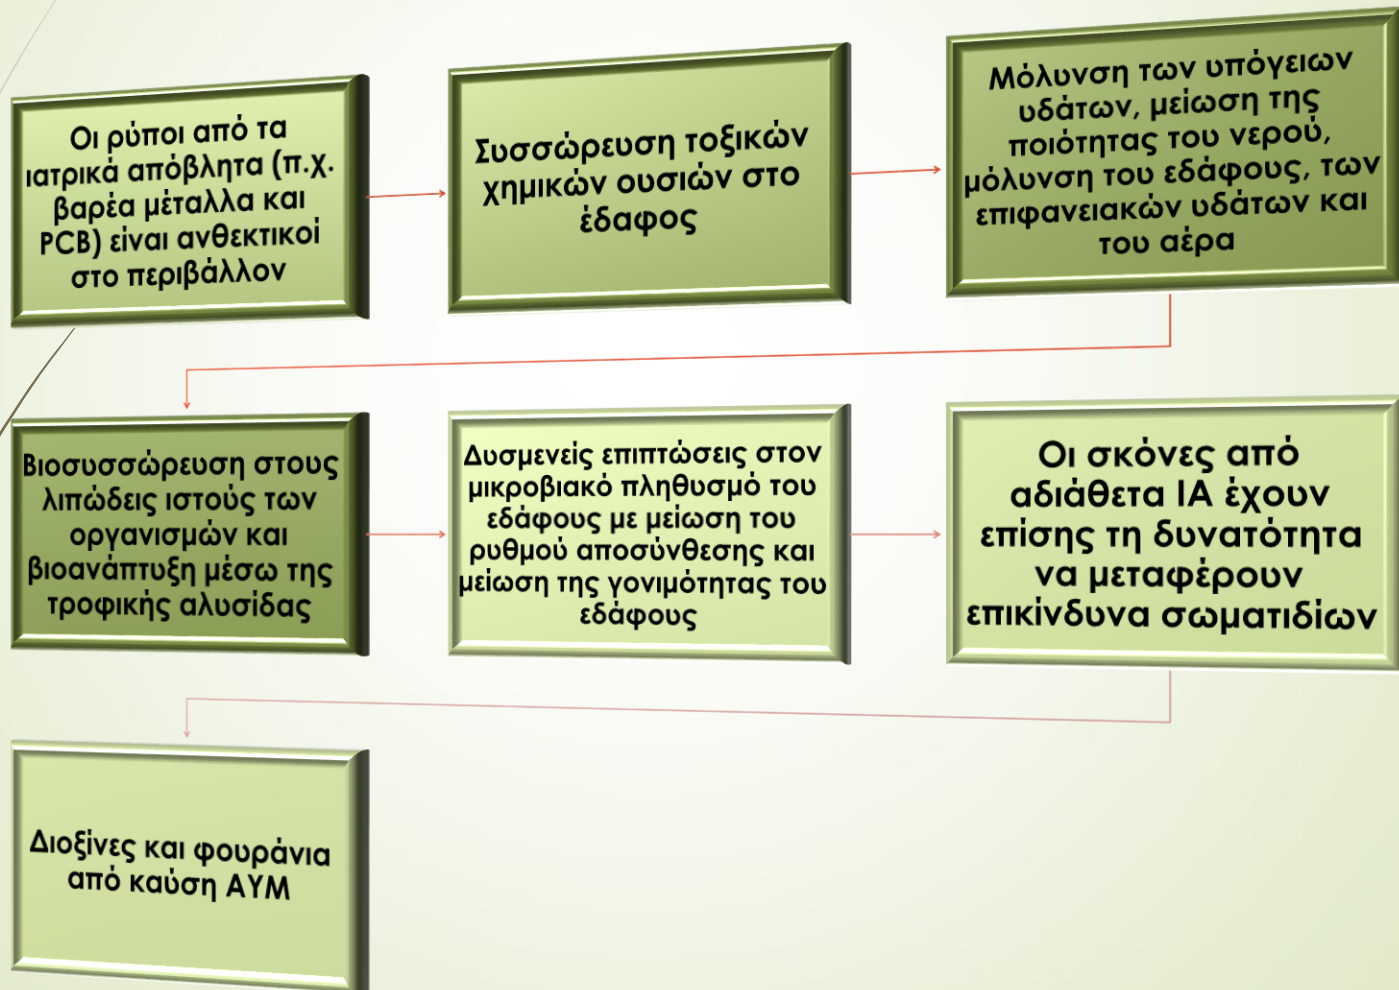 Οι ρύποι από τα
ιατρικά απόβλητα (π.χ.
βαρέα μέταλλα και
PCB) είναι ανθεκτικοί
στο περιβάλλον
Συσσώρευση τοξικών
χημικών ουσιών στο
έδαφος
Μόλυνση των υπόγειων
υδάτων, μείωση της
ποιότητας του νερού,
μόλυνση του εδάφους, των
επιφανειακών υδάτων και
του αέρα
Βιοσυσσώρευση στους
λιπώδεις ιστούς των
οργανισμών και
βιοανάπτυξη μέσω της
τροφικής αλυσίδας
Δυσμενείς επιπτώσεις στον
μικροβιακό πληθυσμό του
εδάφους με μείωση του
ρυθμού αποσύνθεσης και
μείωση της γονιμότητας του
εδάφους
Οι σκόνες από
αδιάθετα ΙΑ έχουν
επίσης τη δυνατότητα
να μεταφέρουν
επικίνδυνα σωματιδίων
Διοξίνες και φουράνια
από καύση ΑΥΜ